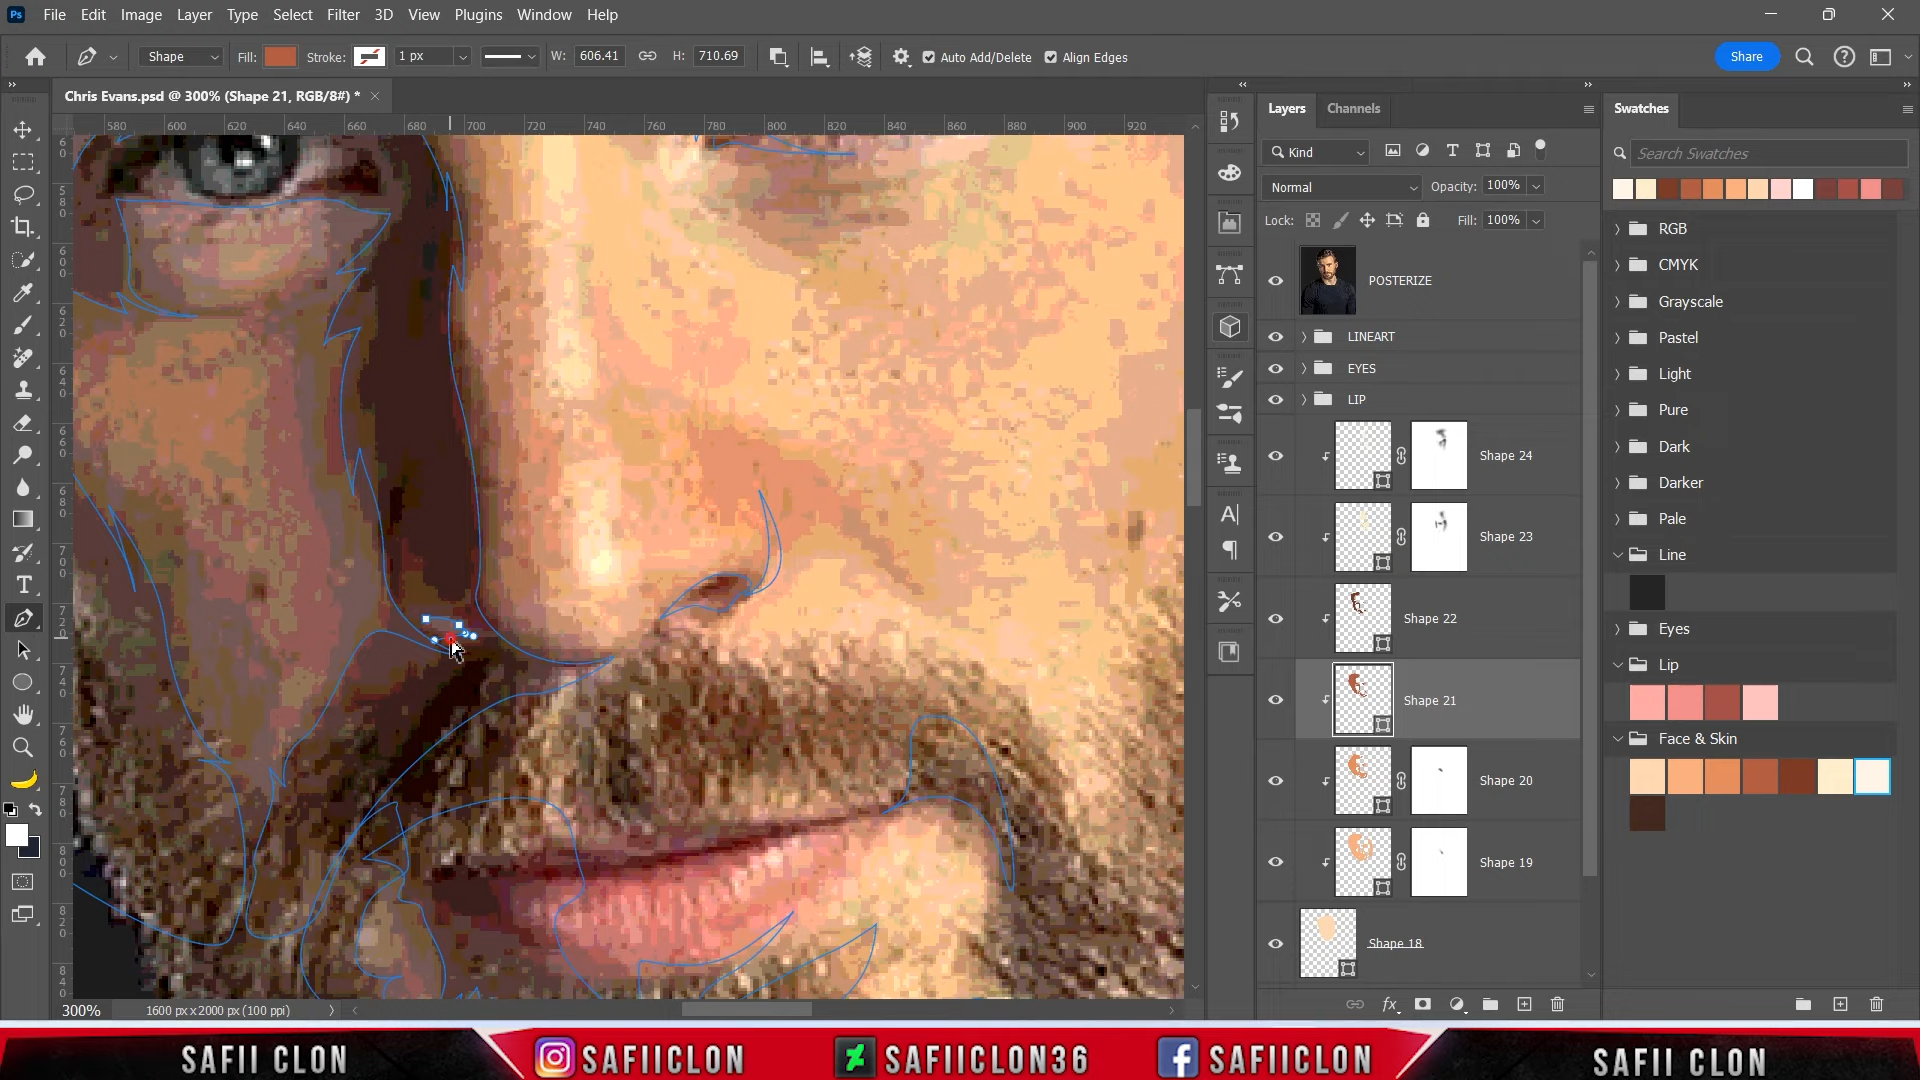 Ps File Edit Image Layer Type Select Filter 3D View Plugins Window Help
Shape Fill: Stroke: 1 px W: 606.41 H: 710.69 Auto Add/Delete Align Edges Share
Chris Evans.psd @ 300% (Shape 21, RGB/8#) *
580 600 620 640 660 680 700 720 740 760 780 800 820 840 860 880 900 920
Layers Channels
Kind
Normal Opacity: 100%
Lock: Fill: 100%
POSTERIZE
LINEART
EYES
LIP
Shape 24
Shape 23
Shape 22
Shape 21
Shape 20
Shape 19
Shape 18
Swatches
Search Swatches
RGB
CMYK
Grayscale
Pastel
Light
Pure
Dark
Darker
Pale
Line
Eyes
Lip
Face & Skin
300% 1600 px x 2000 px (100 ppi)
SAFII CLON SAFIICLON SAFIICLON36 SAFIICLON SAFII CLON